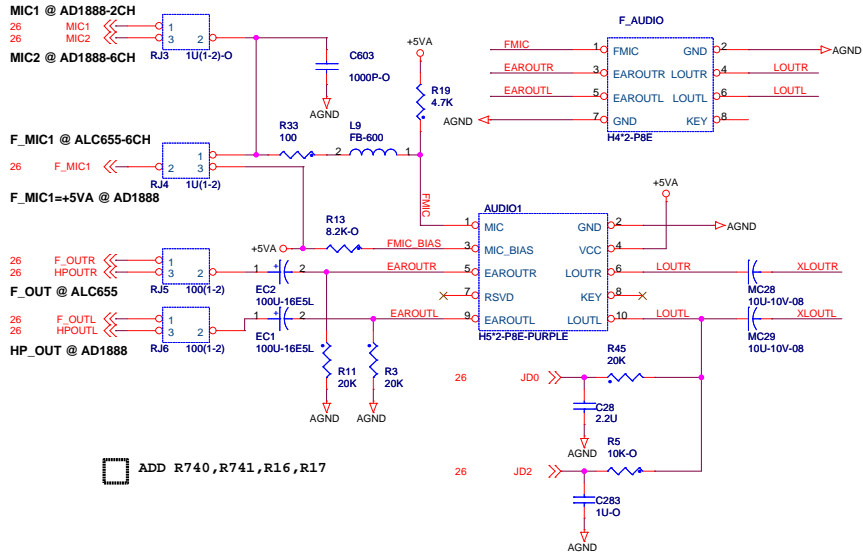 MIC1 @ AD1888-2CH
26 MIC1 1
26 MIC2 3 2
RJ3 1U(1-2)-O
MIC2 @ AD1888-6CH
C603
1000P-O
AGND
+5VA
R19
4.7K
F_AUDIO
FMIC 1 FMIC GND 2 AGND
EAROUTR 3 EAROUTR LOUTR 4 LOUTR
EAROUTL 5 EAROUTL LOUTL 6 LOUTL
AGND 7 GND KEY 8
H4*2-P8E
F_MIC1 @ ALC655-6CH
R33
100
L9
FB-600
2 1
1
26 F_MIC1 2 3
RJ4 1U(1-2)
F_MIC1=+5VA @ AD1888
FMIC
+5VA
AUDIO1
1 MIC GND 2 AGND
R13
8.2K-O
+5VA FMIC_BIAS 3 MIC_BIAS VCC 4
26 F_OUTR 1
26 HPOUTR 3 2
RJ5 100(1-2)
1 2
EC2
100U-16E5L
EAROUTR 5 EAROUTR LOUTR 6 LOUTR XLOUTR
MC28
10U-10V-08
F_OUT @ ALC655
7 RSVD KEY 8
26 F_OUTL 1
26 HPOUTL 3 2
RJ6 100(1-2)
1 2
EC1
100U-16E5L
EAROUTL 9 EAROUTL LOUTL 10 LOUTL XLOUTL
MC29
10U-10V-08
H5*2-P8E-PURPLE
HP_OUT @ AD1888
R11
20K
R3
20K
AGND AGND
R45
20K
26 JD0
C28
2.2U
AGND
R5
10K-O
26 JD2
C283
1U-O
AGND
ADD R740,R741,R16,R17